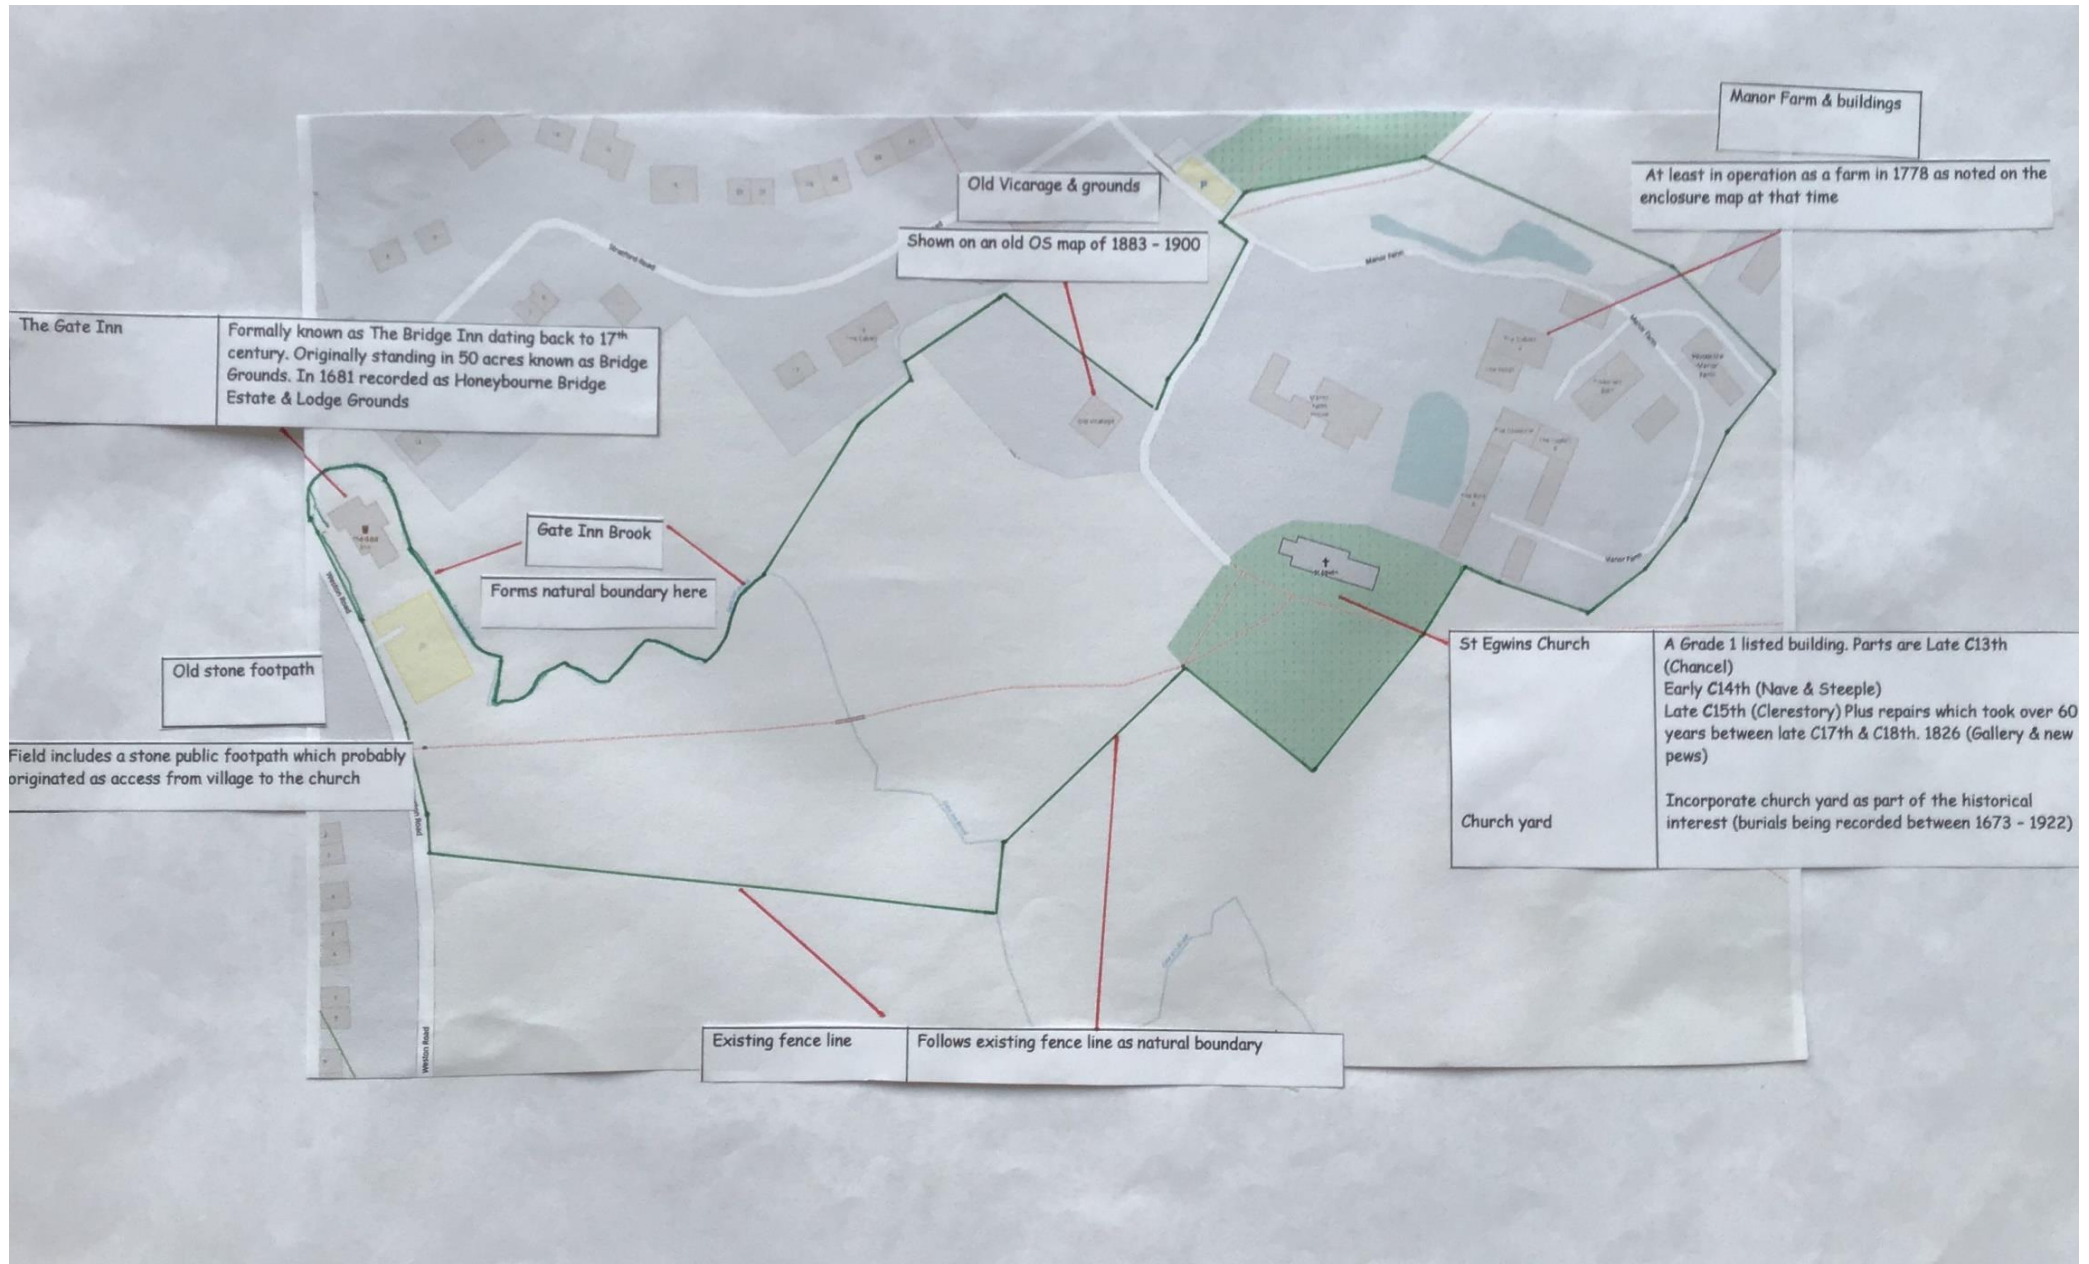 Manor Farm & buildings
At least in operation as a farm in 1778 as noted on the
enclosure map at that time
Old Vicarage & grounds
Shown on an old OS map of 1883 - 1900
Stratford Road
Manor Farm
Manor Farm
The Gate Inn
Formally known as The Bridge Inn dating back to 17th
century. Originally standing in 50 acres known as Bridge
Grounds. In 1681 recorded as Honeybourne Bridge
Estate & Lodge Grounds
Gate Inn Brook
Forms natural boundary here
Manor Farm
Weston Road
Old stone footpath
Field includes a stone public footpath which probably
originated as access from village to the church
St Egwins Church
A Grade 1 listed building. Parts are Late C13th
(Chancel)
Early C14th (Nave & Steeple)
Late C15th (Clerestory) Plus repairs which took over 60
years between late C17th & C18th. 1826 (Gallery & new
pews)
Church yard
Incorporate church yard as part of the historical
interest (burials being recorded between 1673 - 1922)
Road
Existing fence line
Follows existing fence line as natural boundary
Weston Road